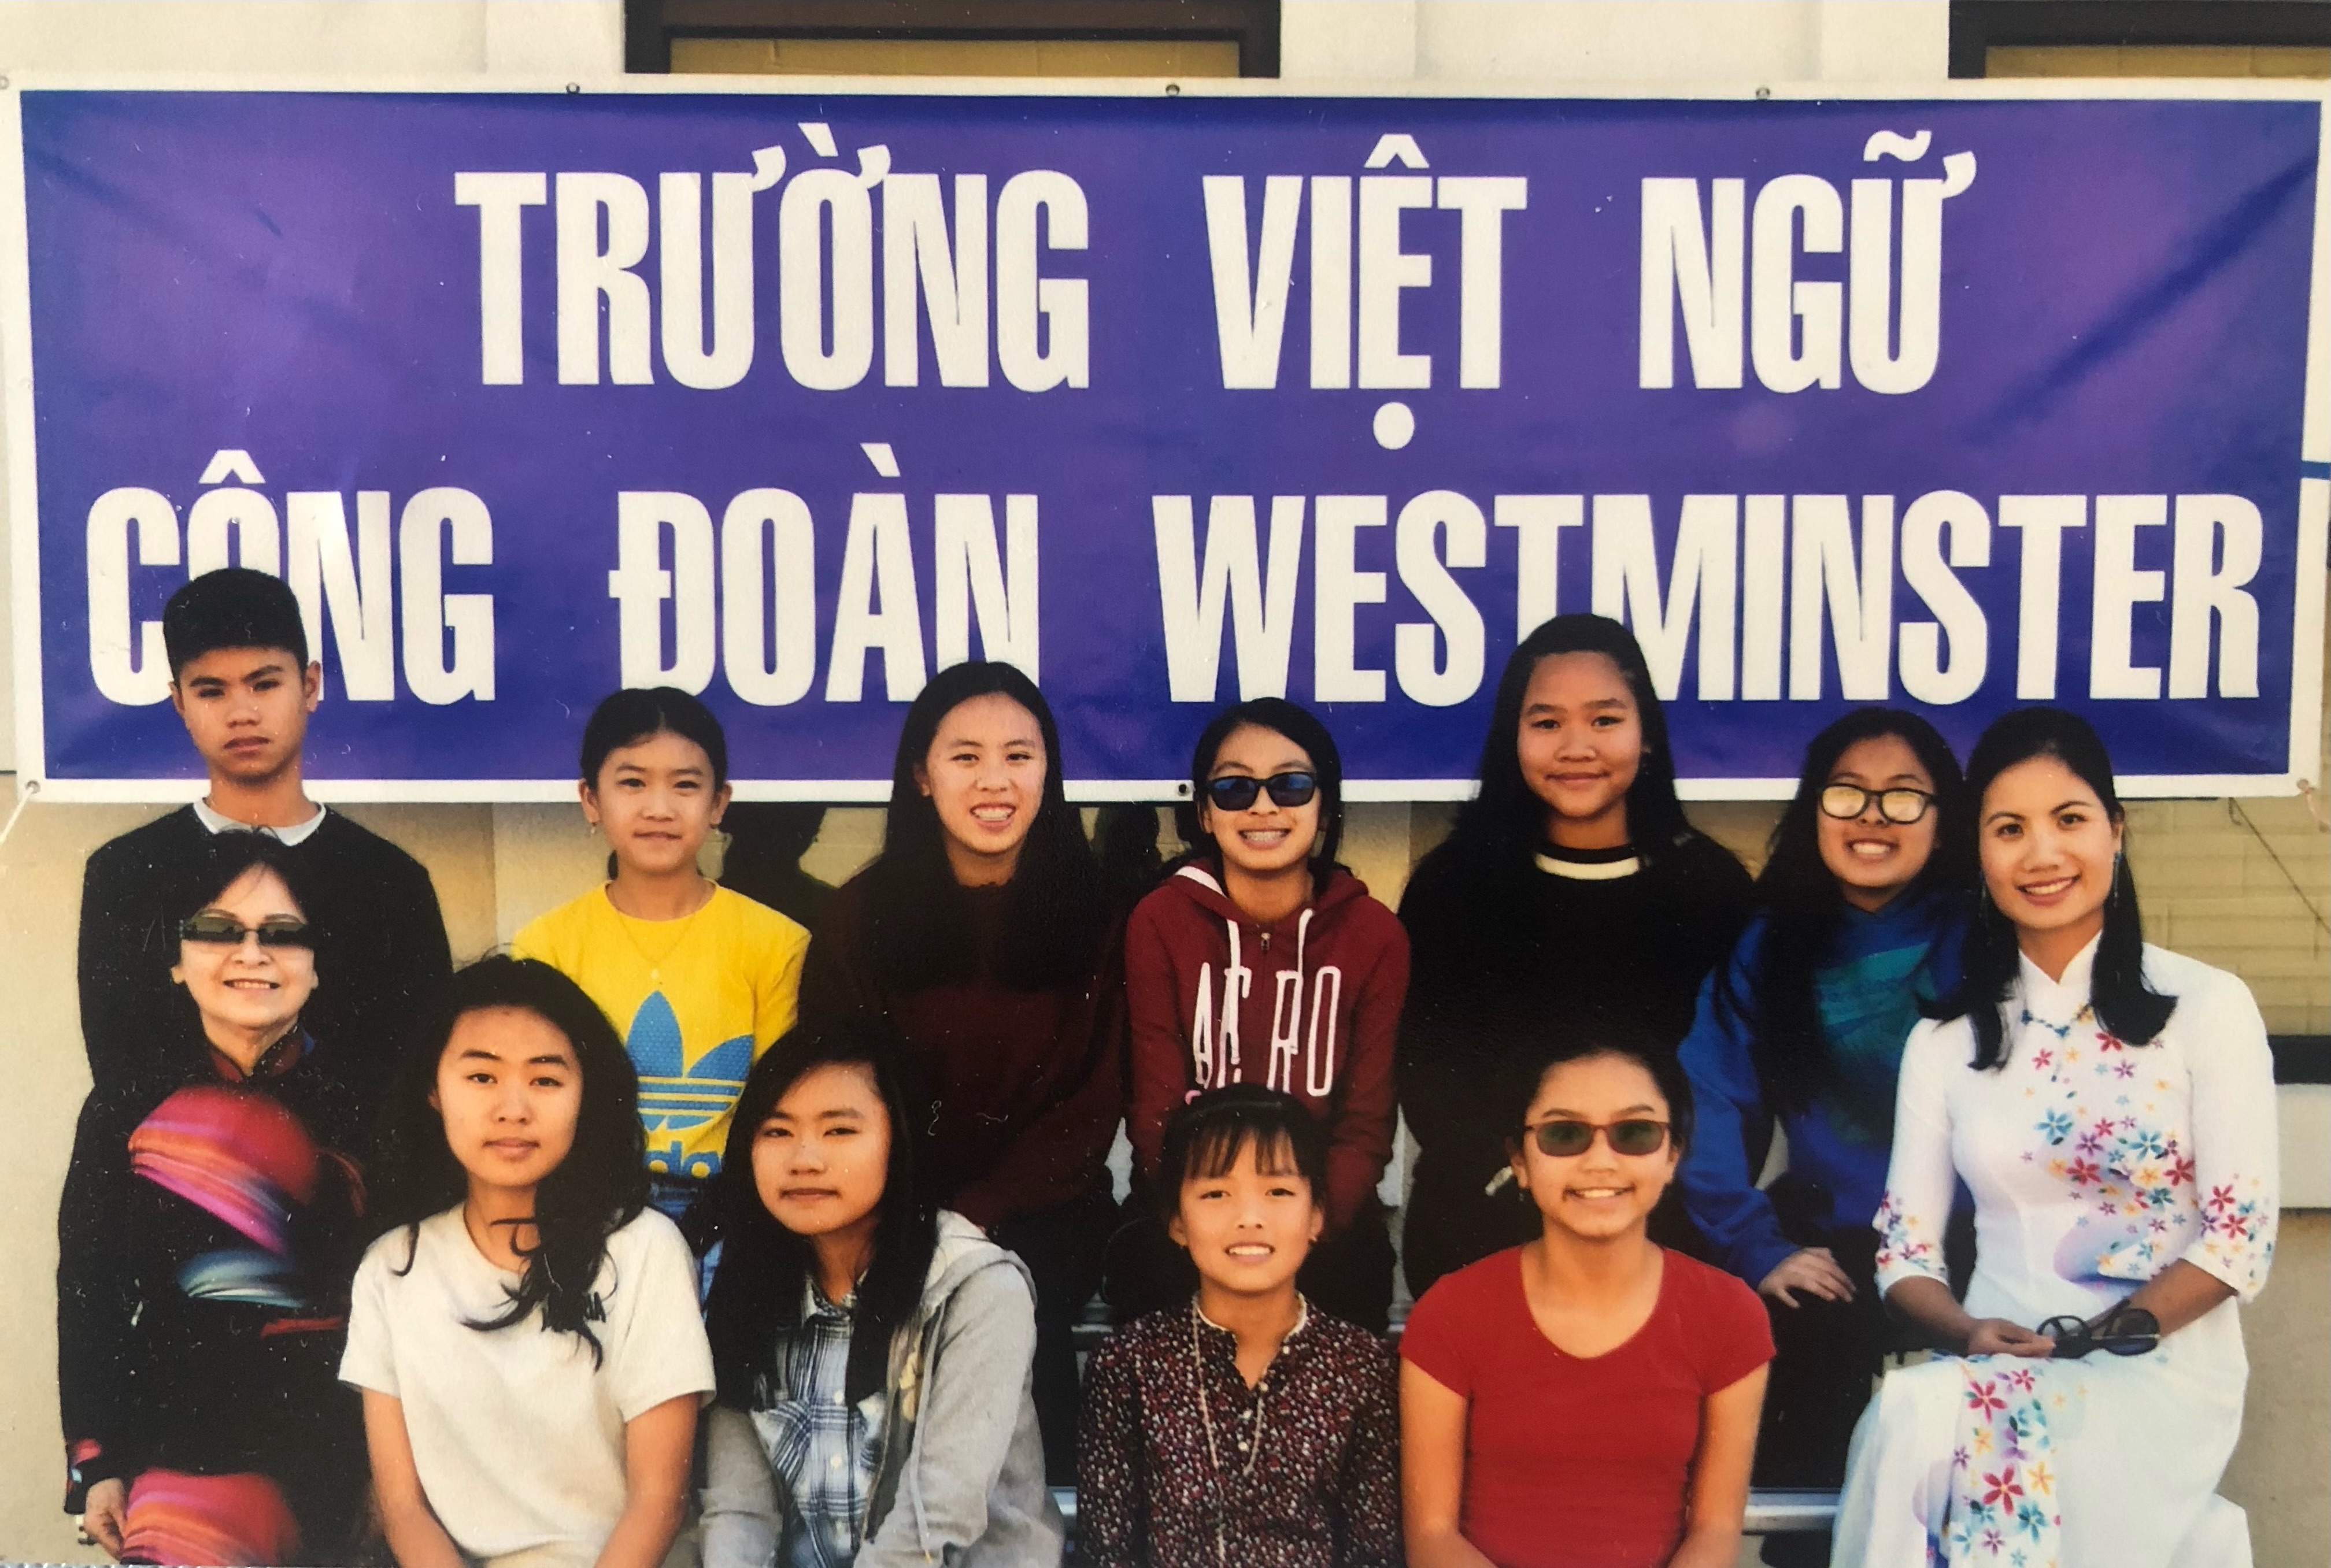 TRƯỜNG VIỆT NGỮ
CÔNG ĐOÀN WESTMINSTER